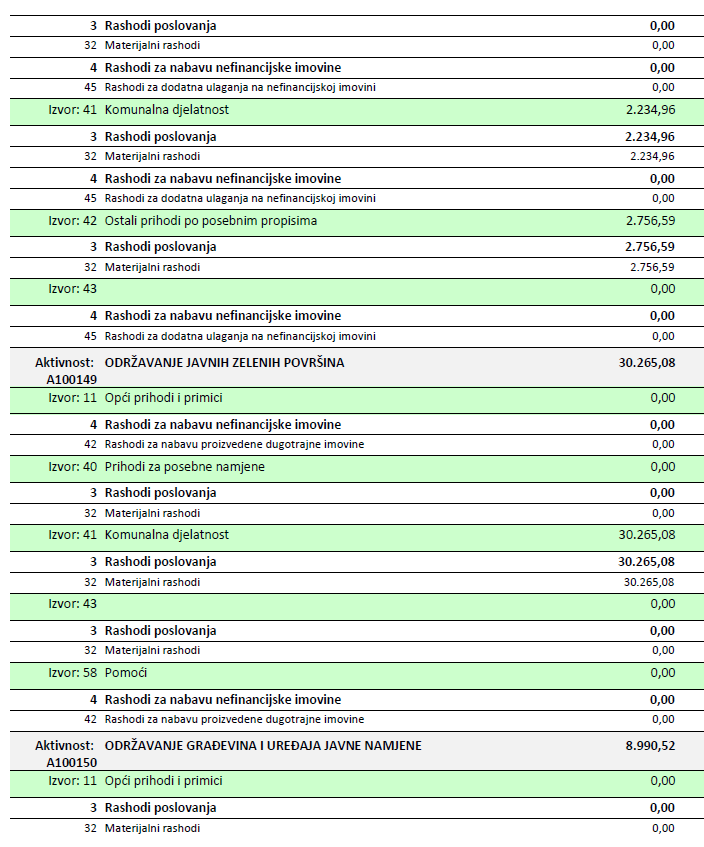 3 Rashodi poslovanja 0,00
32 Materijalni rashodi 0,00
4 Rashodi za nabavu nefinancijske imovine 0,00
45 Rashodi za dodatna ulaganja na nefinancijskoj imovini 0,00
Izvor: 41 Komunalna djelatnost 2.234,96
3 Rashodi poslovanja 2.234,96
32 Materijalni rashodi 2.234,96
4 Rashodi za nabavu nefinancijske imovine 0,00
45 Rashodi za dodatna ulaganja na nefinancijskoj imovini 0,00
Izvor: 42 Ostali prihodi po posebnim propisima 2.756,59
3 Rashodi poslovanja 2.756,59
32 Materijalni rashodi 2.756,59
Izvor: 43 0,00
4 Rashodi za nabavu nefinancijske imovine 0,00
45 Rashodi za dodatna ulaganja na nefinancijskoj imovini 0,00
Aktivnost: ODRŽAVANJE JAVNIH ZELENIH POVRŠINA 30.265,08
A100149
Izvor: 11 Opći prihodi i primici 0,00
4 Rashodi za nabavu nefinancijske imovine 0,00
42 Rashodi za nabavu proizvedene dugotrajne imovine 0,00
Izvor: 40 Prihodi za posebne namjene 0,00
3 Rashodi poslovanja 0,00
32 Materijalni rashodi 0,00
Izvor: 41 Komunalna djelatnost 30.265,08
3 Rashodi poslovanja 30.265,08
32 Materijalni rashodi 30.265,08
Izvor: 43 0,00
3 Rashodi poslovanja 0,00
32 Materijalni rashodi 0,00
Izvor: 58 Pomoći 0,00
4 Rashodi za nabavu nefinancijske imovine 0,00
42 Rashodi za nabavu proizvedene dugotrajne imovine 0,00
Aktivnost: ODRŽAVANJE GRAĐEVINA I UREĐAJA JAVNE NAMJENE 8.990,52
A100150
Izvor: 11 Opći prihodi i primici 0,00
3 Rashodi poslovanja 0,00
32 Materijalni rashodi 0,00